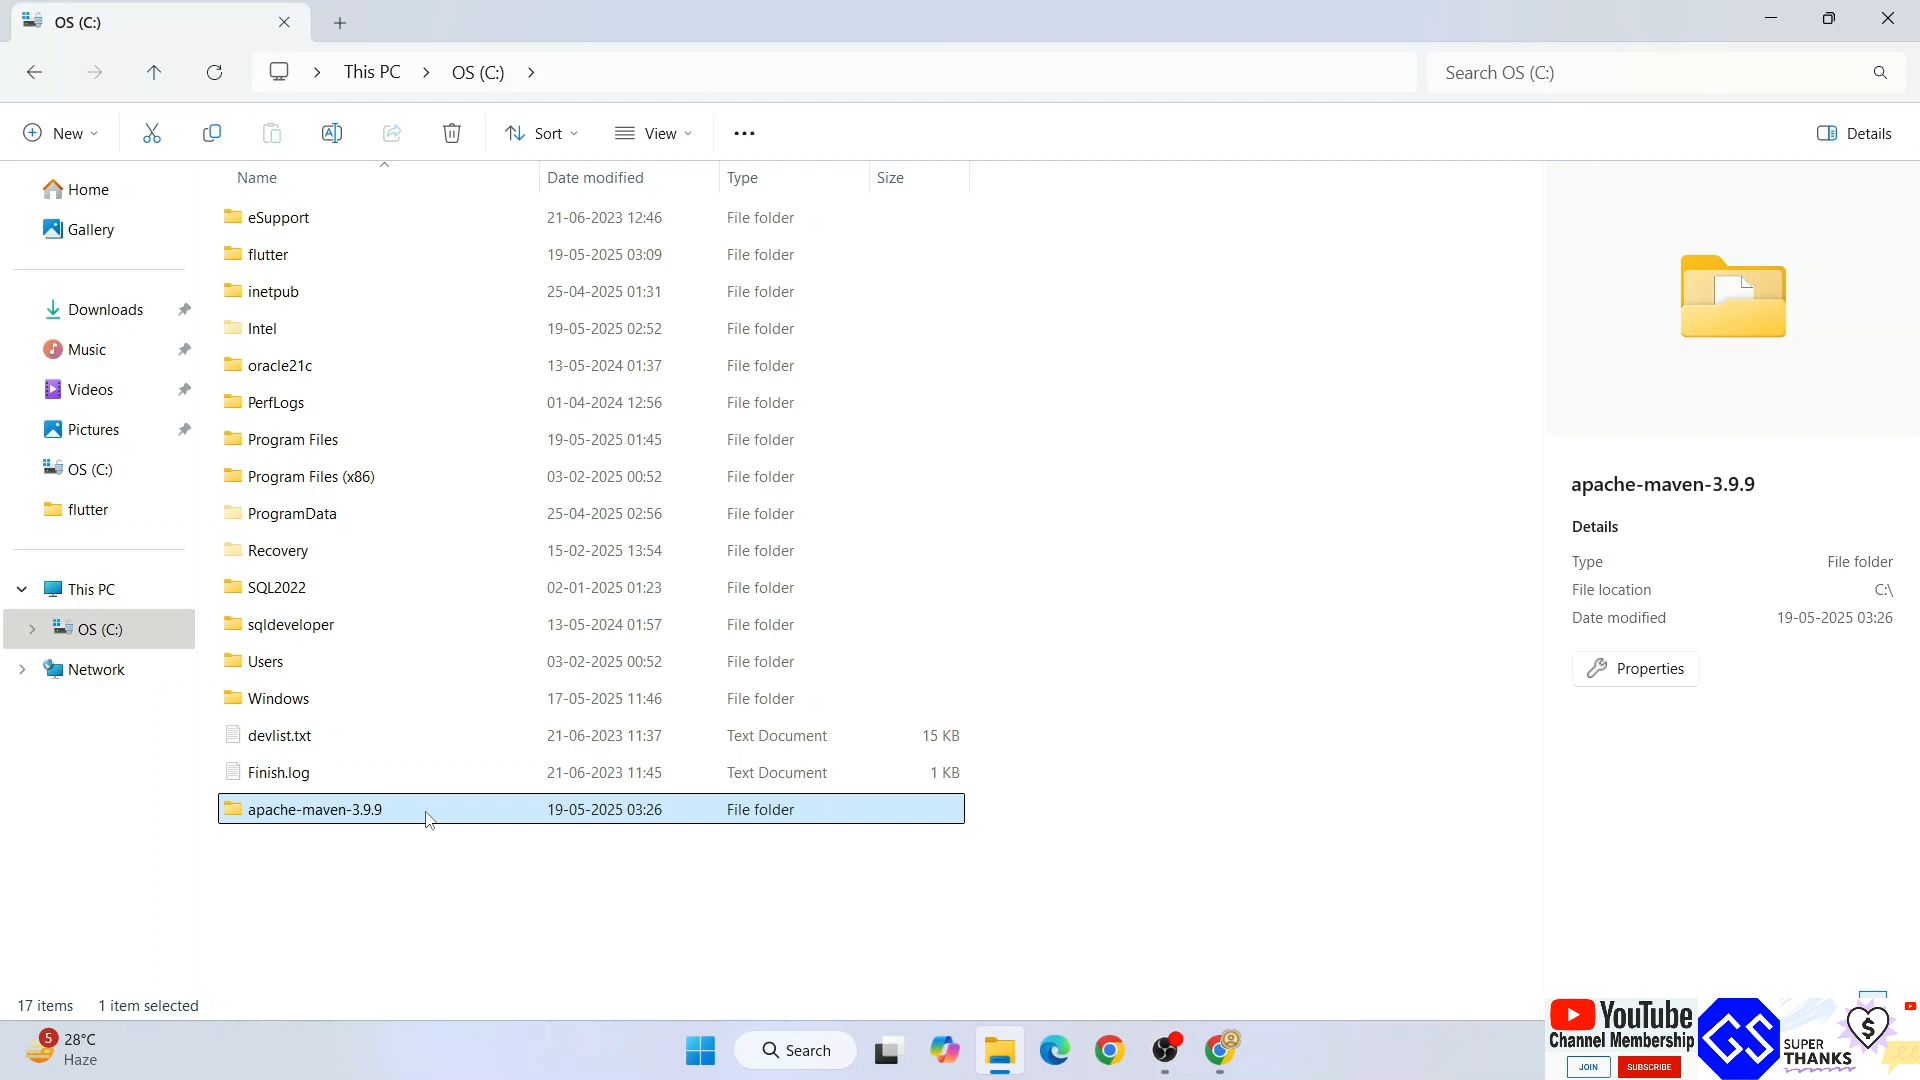 OS (C:)
This PC
OS (C:)
Search OS (C:)
New
Sort
View
Details
Name
Date modified
Type
Size
Home
Gallery
Downloads
Music
Videos
Pictures
OS (C:)
flutter
This PC
OS (C:)
Network
eSupport 21-06-2023 12:46 File folder
flutter 19-05-2025 03:09 File folder
inetpub 25-04-2025 01:31 File folder
Intel 19-05-2025 02:52 File folder
oracle21c 13-05-2024 01:37 File folder
PerfLogs 01-04-2024 12:56 File folder
Program Files 19-05-2025 01:45 File folder
Program Files (x86) 03-02-2025 00:52 File folder
ProgramData 25-04-2025 02:56 File folder
Recovery 15-02-2025 13:54 File folder
SQL2022 02-01-2025 01:23 File folder
sqldeveloper 13-05-2024 01:57 File folder
Users 03-02-2025 00:52 File folder
Windows 17-05-2025 11:46 File folder
devlist.txt 21-06-2023 11:37 Text Document 15 KB
Finish.log 21-06-2023 11:45 Text Document 1 KB
apache-maven-3.9.9 19-05-2025 03:26 File folder
apache-maven-3.9.9
Details
Type File folder
File location C:\
Date modified 19-05-2025 03:26
Properties
17 items 1 item selected
5
28°C
Haze
Search
YouTube
Channel Membership
JOIN
SUBSCRIBE
GS
SUPER
THANKS
$